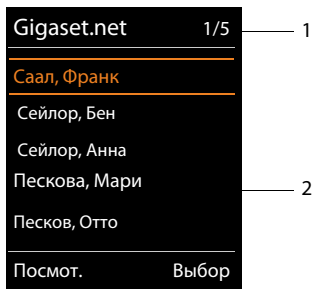 Gigaset.net 1/5 1
Саал, Франк
Сейлор, Бен
Сейлор, Анна
Пескова, Мари
2
Песков, Отто
Посмот. Выбор